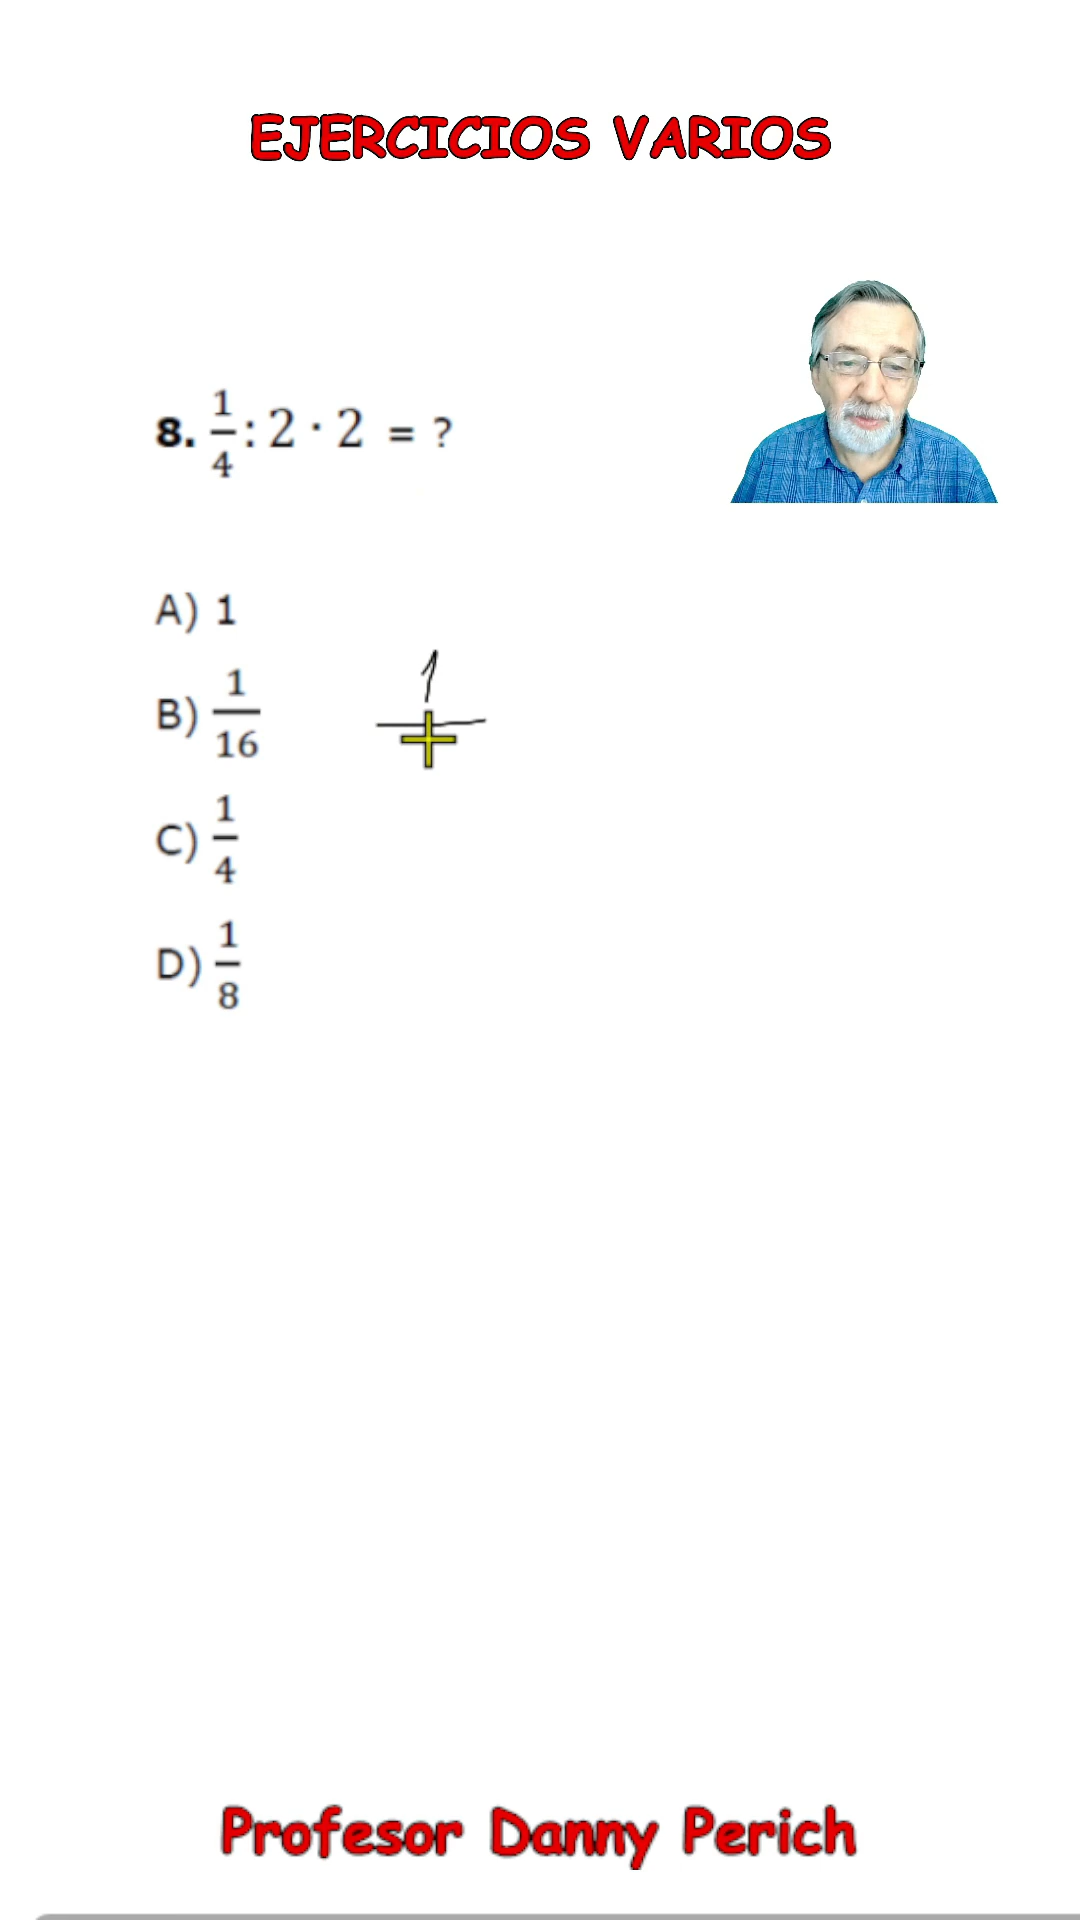 EJERCICIOS VARIOS
8. 1/4 : 2 · 2 = ?
A) 1
B) 1/16
C) 1/4
D) 1/8
1
Profesor Danny Perich